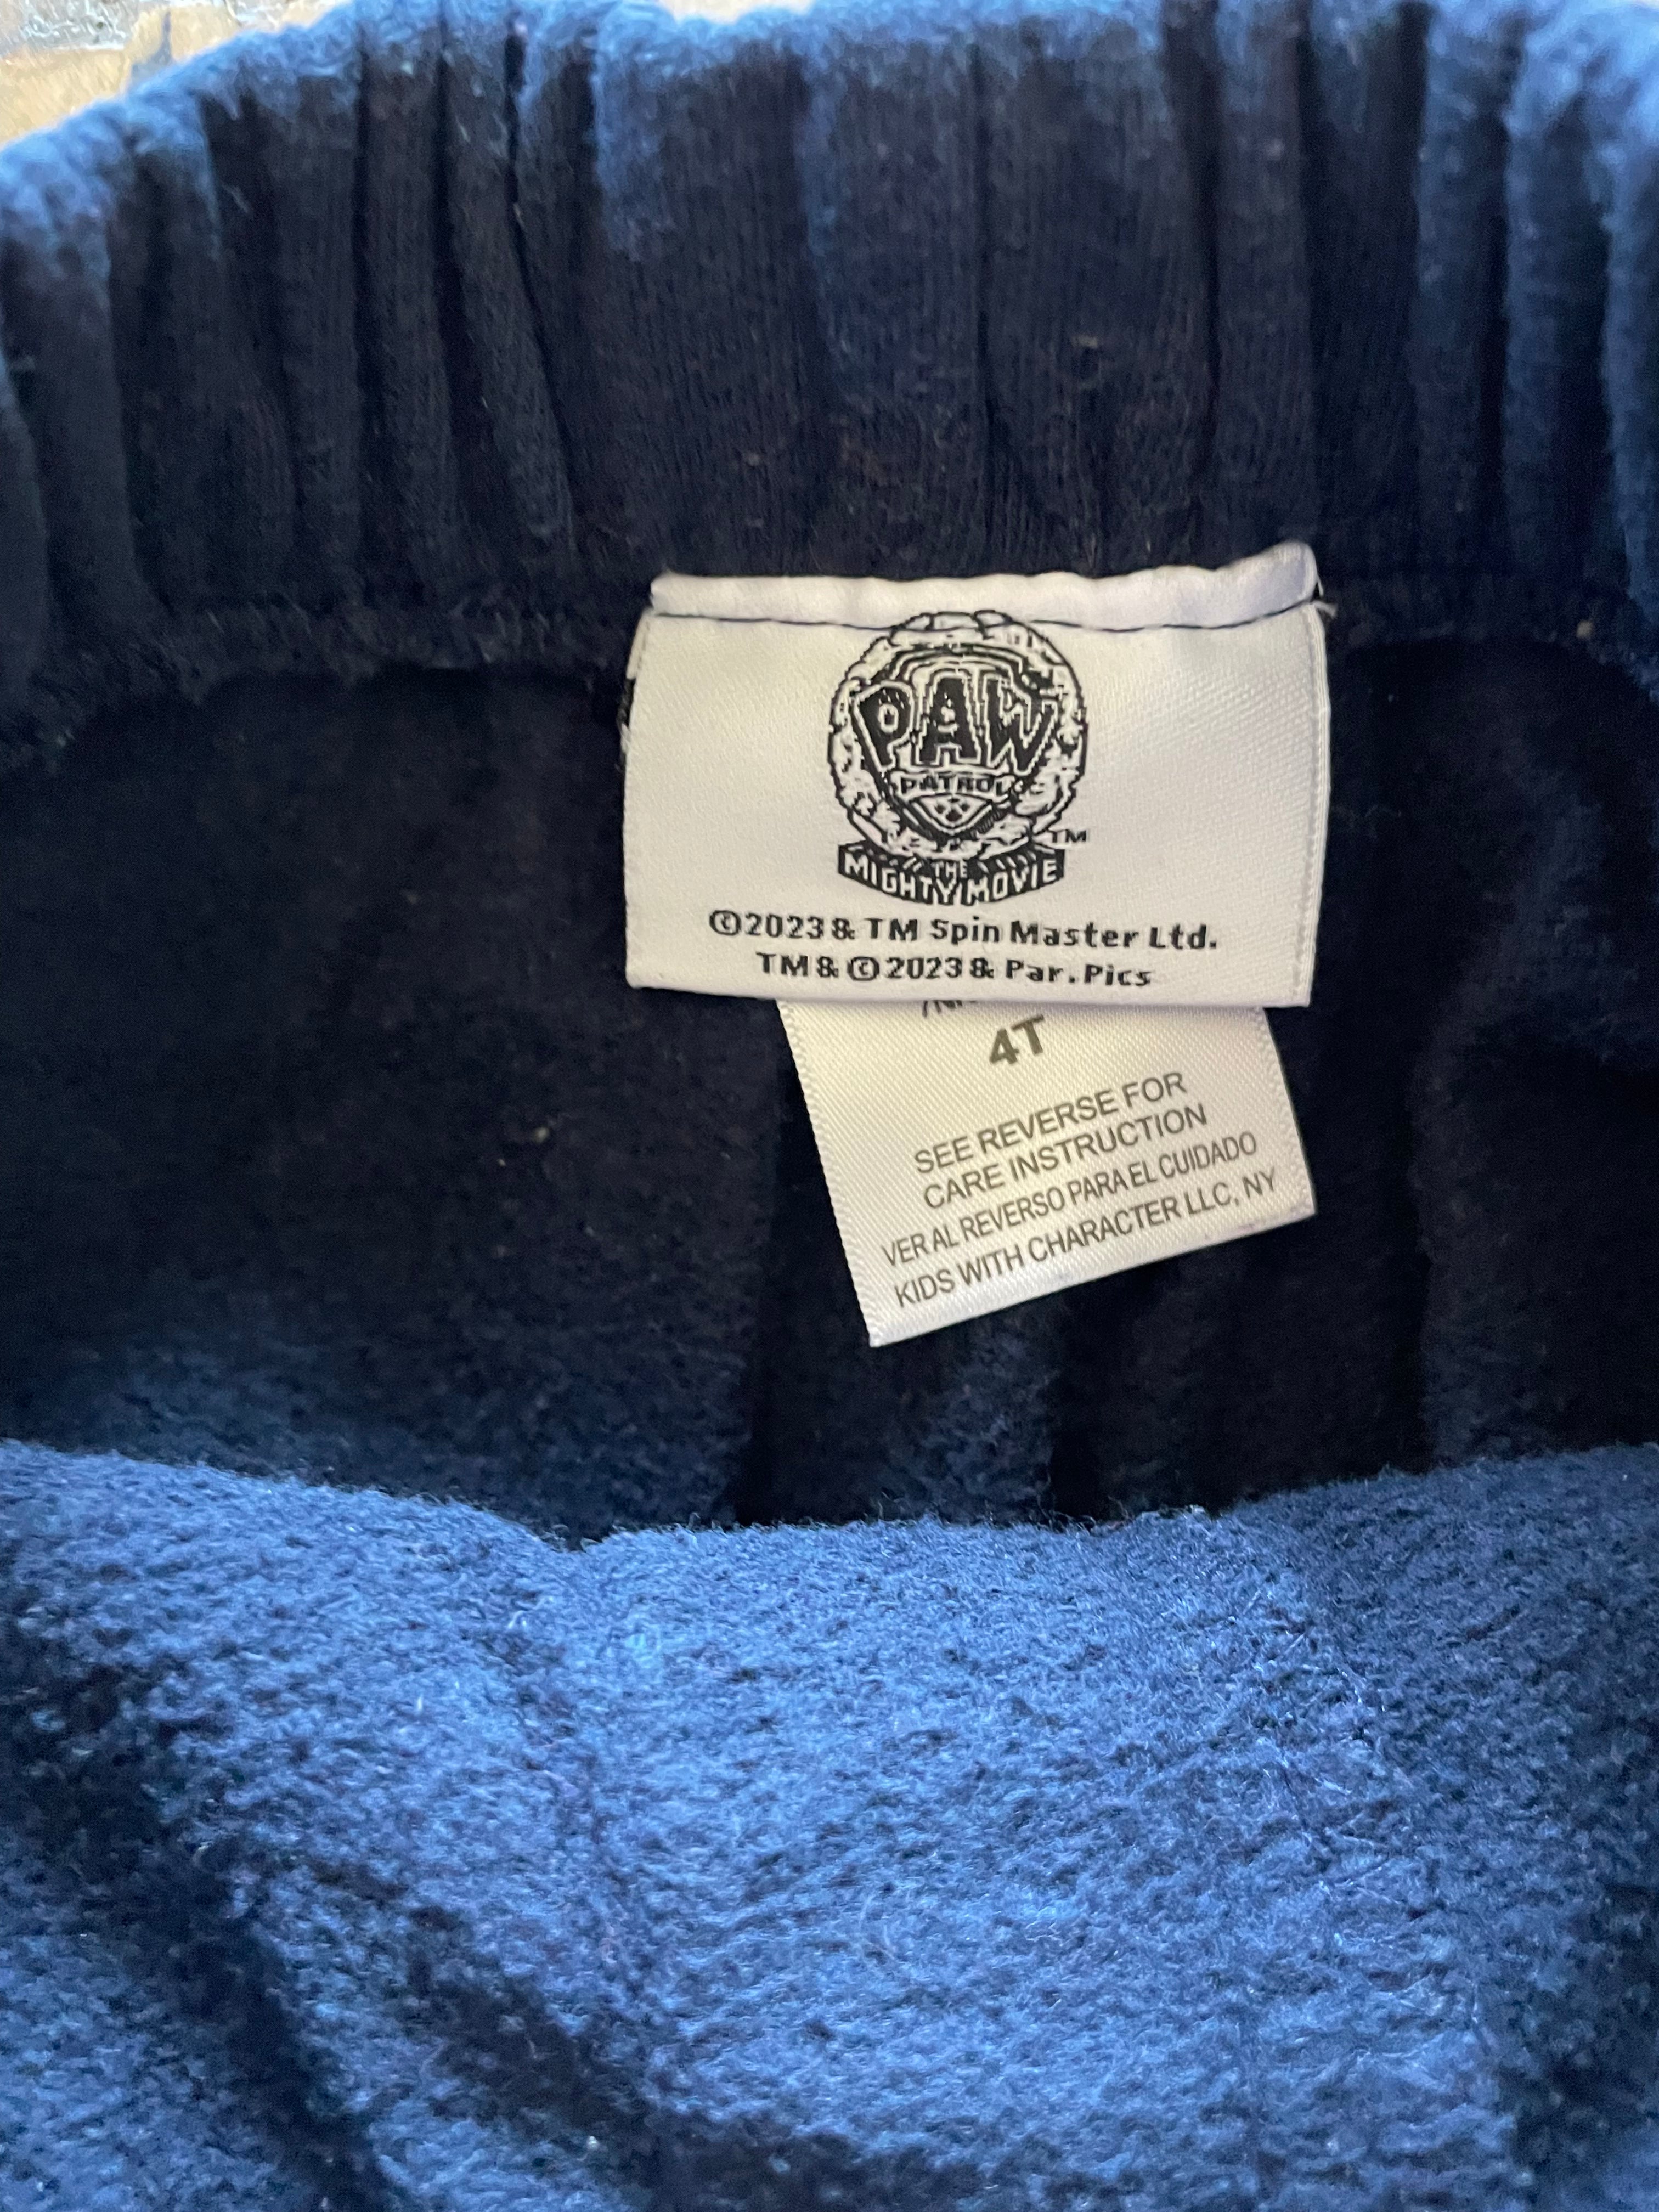 PAW
PATROL
TM
THE
MIGHTY MOVIE
©2023 & TM Spin Master Ltd.
TM & ©2023 & Par. Pics
4T
SEE REVERSE FOR
CARE INSTRUCTION
VER AL REVERSO PARA EL CUIDADO
KIDS WITH CHARACTER LLC, NY